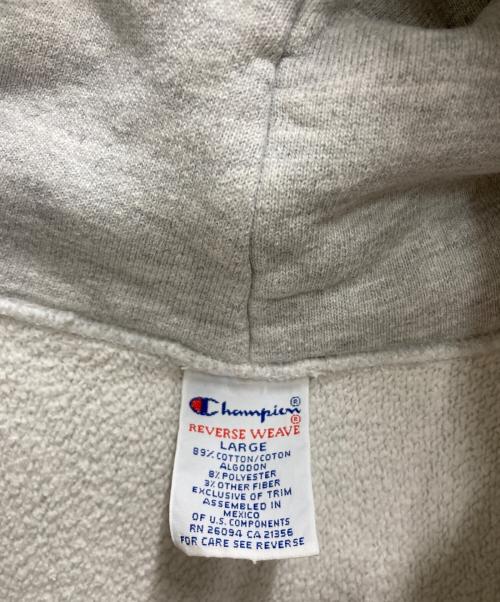 Champion®
REVERSE WEAVE®
LARGE
89% COTTON/COTON
ALGODON
8% POLYESTER
3% OTHER FIBER
EXCLUSIVE OF TRIM
ASSEMBLED IN
MEXICO
OF U.S. COMPONENTS
RN 26094 CA 21356
FOR CARE SEE REVERSE